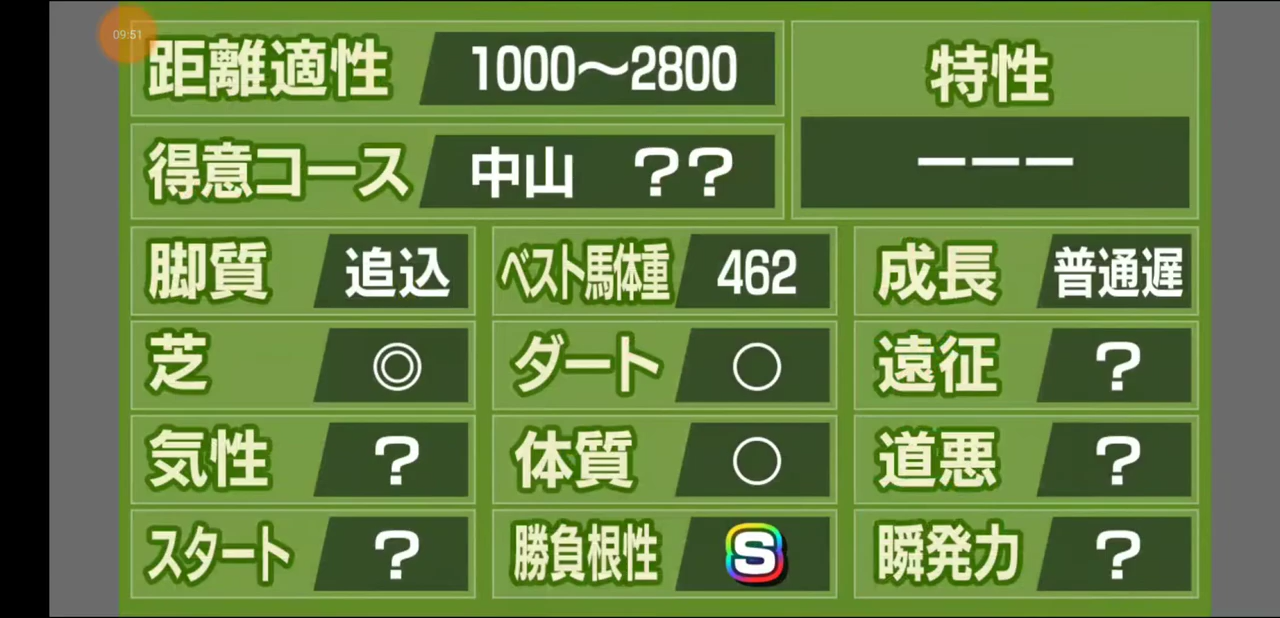 09:51
距離適性 1000〜2800 特性
得意コース 中山 ？？ ーーー
脚質 追込 ベスト馬体重 462 成長 普通遅
芝 ◎ ダート ○ 遠征 ？
気性 ？ 体質 ○ 道悪 ？
スタート ？ 勝負根性 S 瞬発力 ？